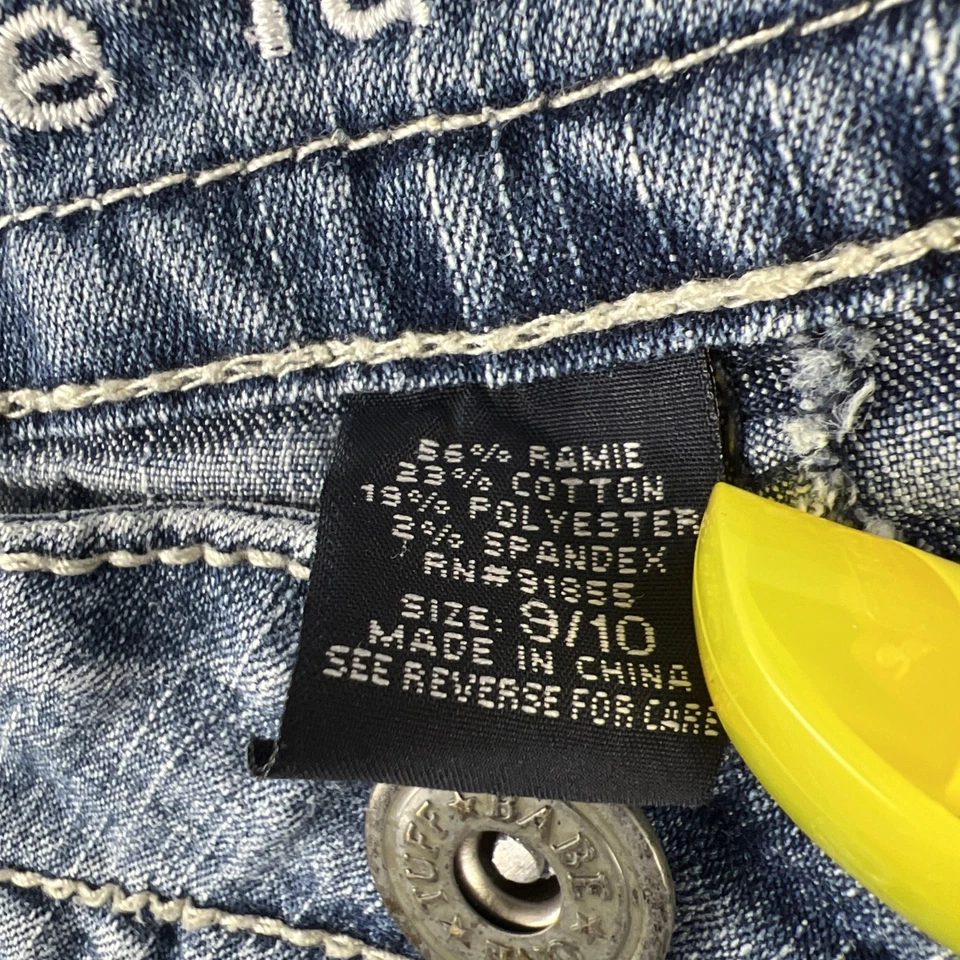 56% RAMIE
23% COTTON
19% POLYESTER
2% SPANDEX
RN#91855
SIZE: 9/10
MADE IN CHINA
SEE REVERSE FOR CARE
TUFF ★ BABE ★